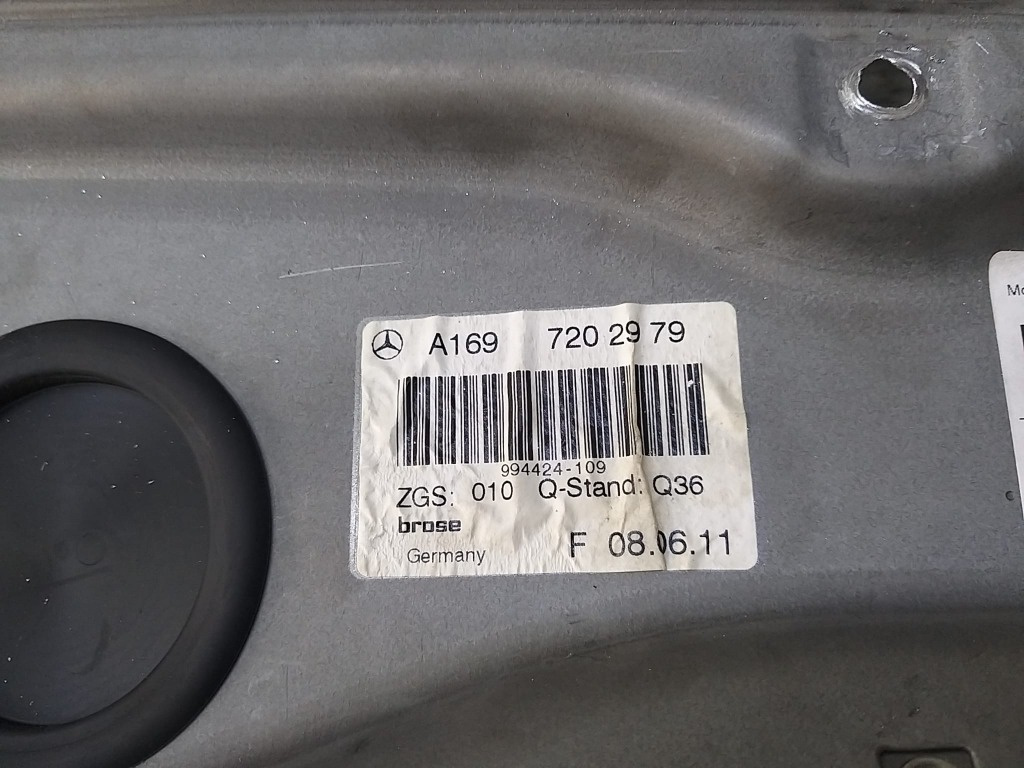 A169 720 29 79
994424-109
ZGS: 010 Q-Stand: Q36
brose
Germany F 08.06.11